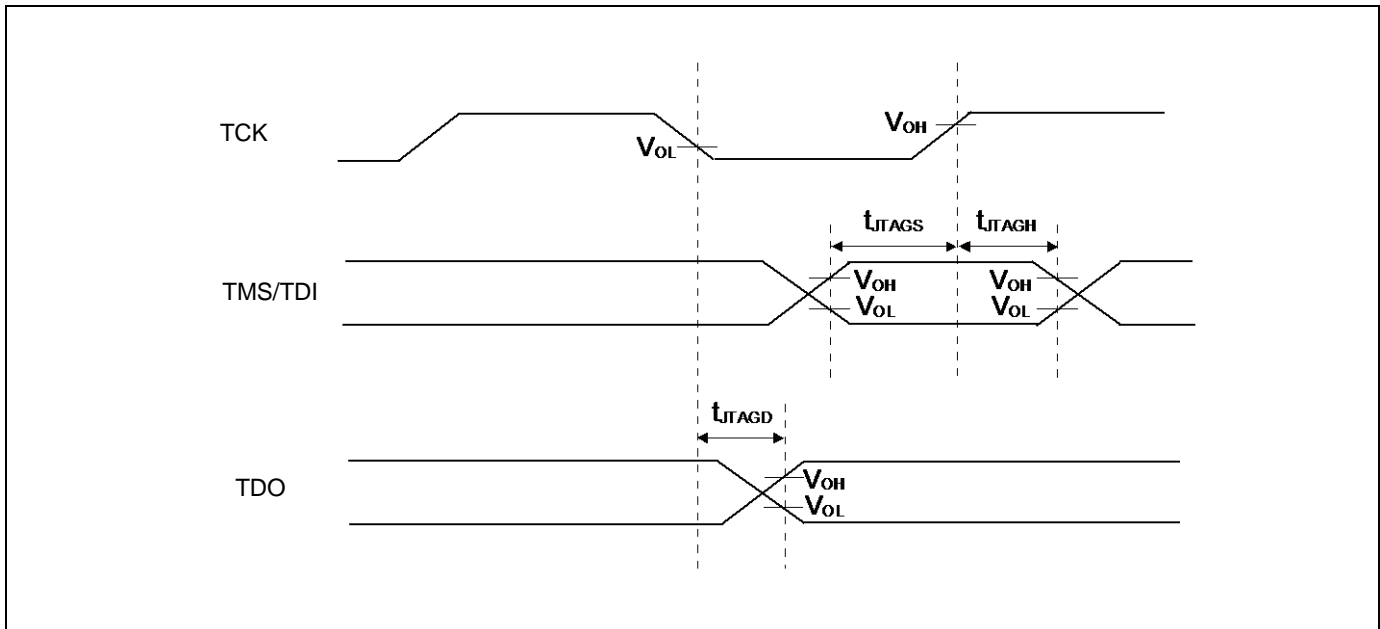 TCK
VOL
VOH
tJTAGS tJTAGH
TMS/TDI
VOH VOH
VOL VOL
tJTAGD
TDO
VOH
VOL